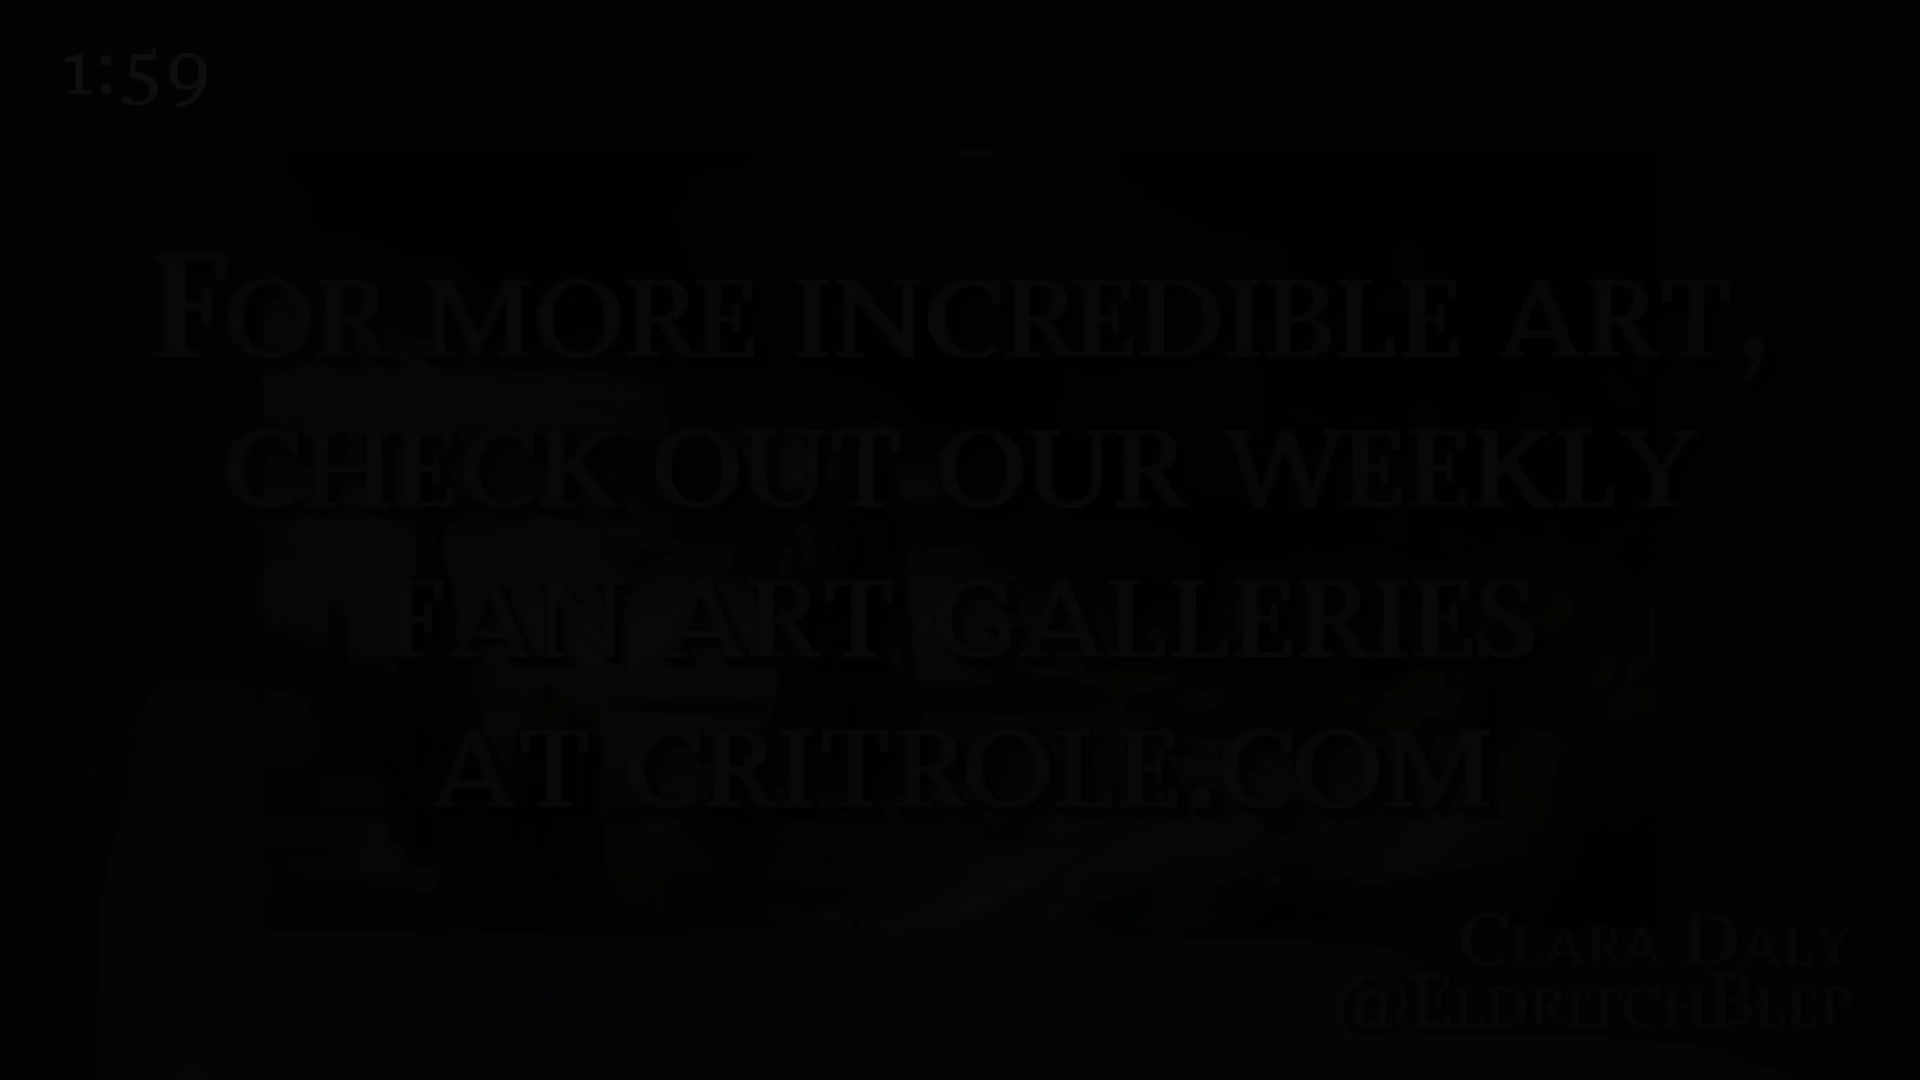 1:59
For more incredible art,
check out our weekly
fan art galleries
at critrole.com
Clara Daly
@EldritchBlep